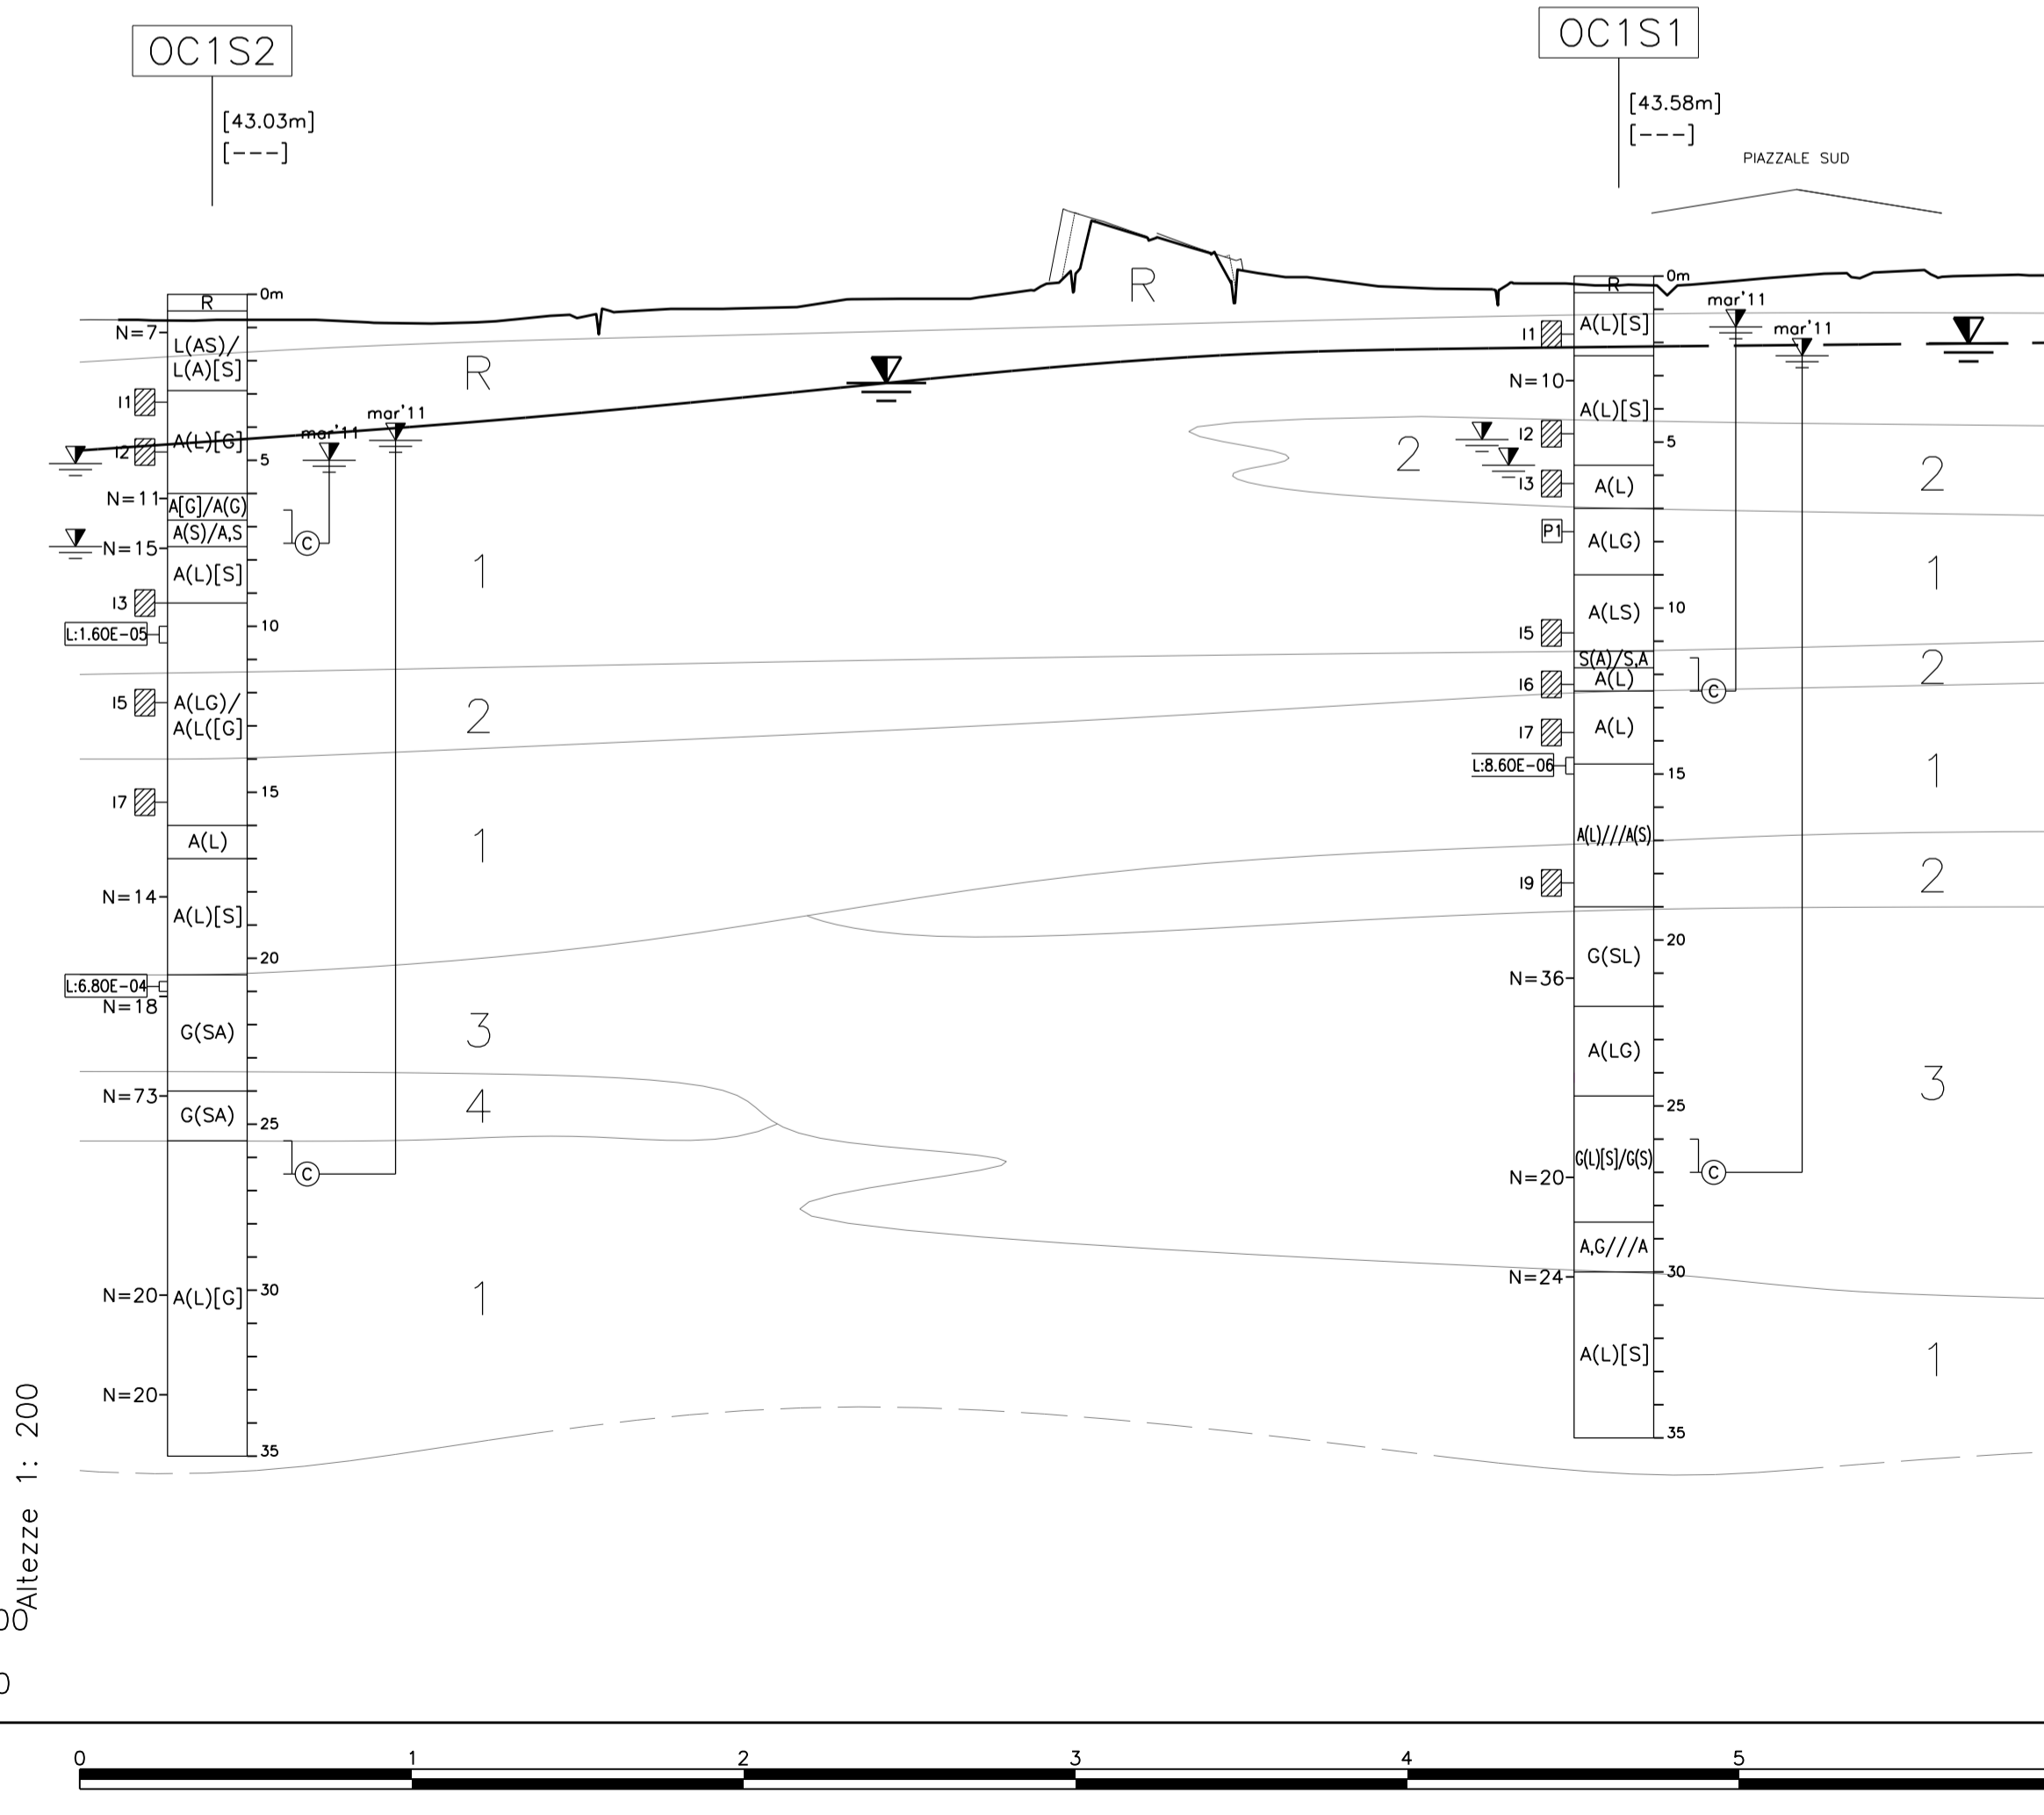 OC1S2
[43.03m]
[---]
OC1S1
[43.58m]
[---]
PIAZZALE SUD
R
0m
N=7
L(AS)/
L(A)[S]
I1
A(L)[G]
I2
5
N=11
A[G]/A(G)
A(S)/A,S
N=15
A(L)[S]
I3
L:1.60E-05
10
I5
A(LG)/
A(L([G]
I7
15
A(L)
N=14
A(L)[S]
20
L:6.80E-04
N=18
G(SA)
N=73
G(SA)
25
N=20
A(L)[G]
30
N=20
35
mar'11
mar'11
C
C
R
R
1
2
1
3
4
1
2
R
0m
I1
A(L)[S]
N=10
A(L)[S]
I2
5
I3
A(L)
P1
A(LG)
A(LS)
10
I5
S(A)/S,A
I6
A(L)
I7
A(L)
L:8.60E-06
15
A(L)///A(S)
I9
20
G(SL)
N=36
A(LG)
25
G(L)[S]/G(S)
N=20
A,G///A
N=24
30
A(L)[S]
35
mar'11
mar'11
C
C
2
1
2
1
2
3
1
Altezze 1: 200
0 1 2 3 4 5